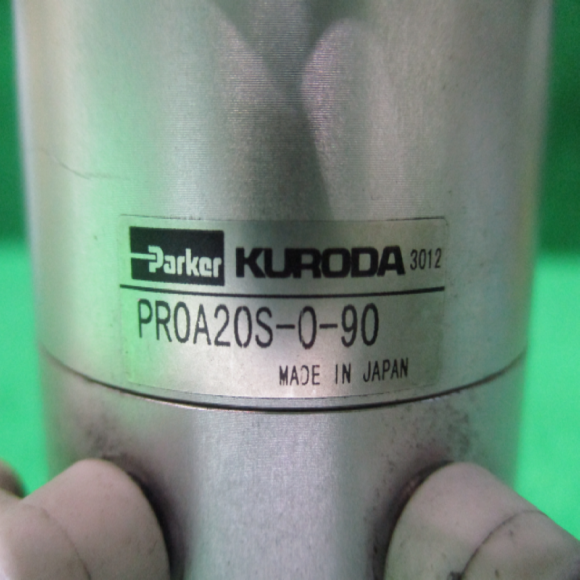 Parker KURODA 3012
PROA20S-0-90
MADE IN JAPAN